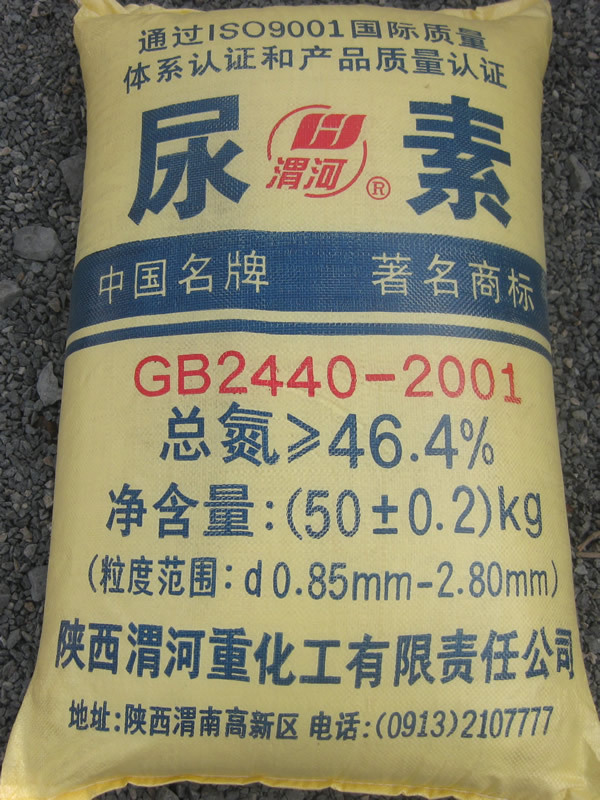 通过ISO9001国际质量
体系认证和产品质量认证
尿 渭河® 素
中国名牌 著名商标
GB2440-2001
总氮≥46.4%
净含量:(50±0.2)kg
(粒度范围:d0.85mm-2.80mm)
陕西渭河重化工有限责任公司
地址:陕西渭南高新区 电话:(0913)2107777